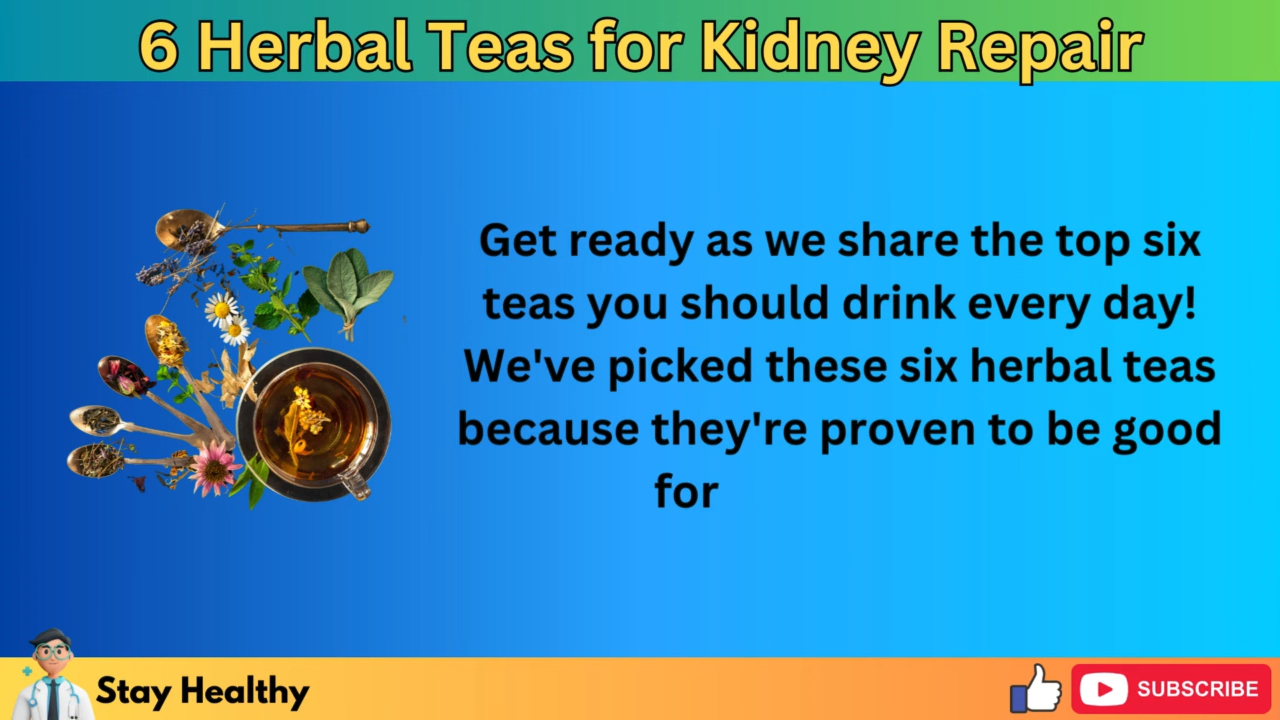 6 Herbal Teas for Kidney Repair
Get ready as we share the top six
teas you should drink every day!
We've picked these six herbal teas
because they're proven to be good
for
Stay Healthy
SUBSCRIBE